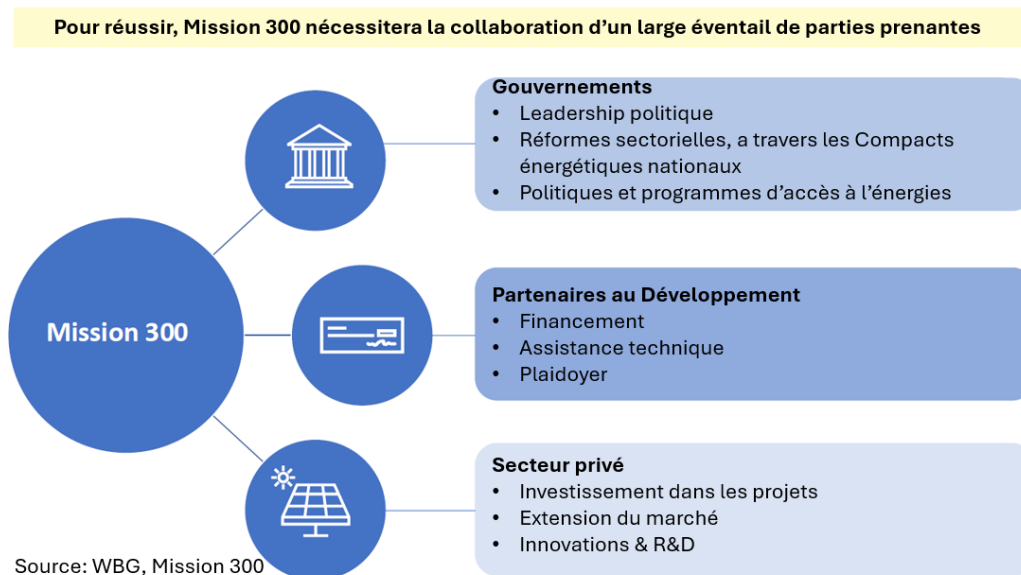 Pour réussir, Mission 300 nécessitera la collaboration d’un large éventail de parties prenantes
Mission 300
Gouvernements
• Leadership politique
• Réformes sectorielles, a travers les Compacts
énergétiques nationaux
• Politiques et programmes d’accès à l’énergies
Partenaires au Développement
• Financement
• Assistance technique
• Plaidoyer
Secteur privé
• Investissement dans les projets
• Extension du marché
• Innovations & R&D
Source: WBG, Mission 300